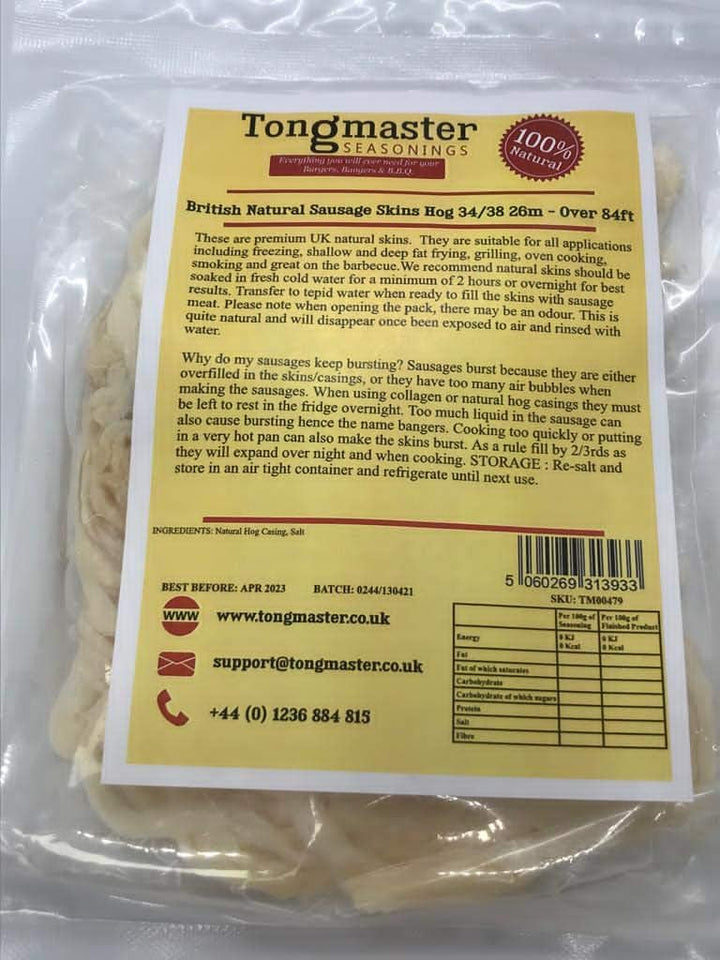 Tongmaster
SEASONINGS
Everything you will ever need for your
Burgers, Bangers & B.B.Q.
100%
Natural
British Natural Sausage Skins Hog 34/38 26m - Over 84ft
These are premium UK natural skins. They are suitable for all applications
including freezing, shallow and deep fat frying, grilling, oven cooking,
smoking and great on the barbecue.We recommend natural skins should be
soaked in fresh cold water for a minimum of 2 hours or overnight for best
results. Transfer to tepid water when ready to fill the skins with sausage
meat. Please note when opening the pack, there may be an odour. This is
quite natural and will disappear once been exposed to air and rinsed with
water.
Why do my sausages keep bursting? Sausages burst because they are either
overfilled in the skins/casings, or they have too many air bubbles when
making the sausages. When using collagen or natural hog casings they must
be left to rest in the fridge overnight. Too much liquid in the sausage can
also cause bursting hence the name bangers. Cooking too quickly or putting
in a very hot pan can also make the skins burst. As a rule fill by 2/3rds as
they will expand over night and when cooking. STORAGE : Re-salt and
store in an air tight container and refrigerate until next use.
INGREDIENTS: Natural Hog Casing, Salt
5 060269 313933
SKU: TM00479
BEST BEFORE: APR 2023 BATCH: 0244/130421
www www.tongmaster.co.uk
support@tongmaster.co.uk
+44 (0) 1236 884 815
Per 100g of Seasoning Per 100g of Finished Product
Energy 0 KJ 0 Kcal 0 KJ 0 Kcal
Fat
Fat of which saturates
Carbohydrate
Carbohydrate of which sugars
Protein
Salt
Fibre